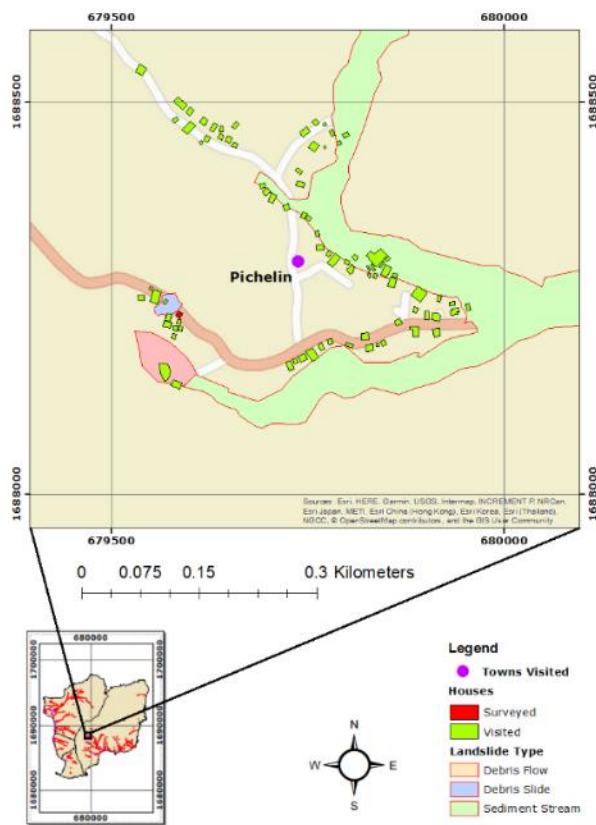 679500
680000
1688500
1688500
Pichelin
1688000
1688000
Sources: Esri, HERE, Garmin, USGS, Intermap, INCREMENT P, NRCan,
Esri Japan, METI, Esri China (Hong Kong), Esri Korea, Esri (Thailand),
NGCC, © OpenStreetMap contributors, and the GIS User Community
679500
680000
0 0.075 0.15 0.3 Kilometers
680000
1700000
1700000
1690000
1690000
1680000
1680000
680000
N
W E
S
Legend
Towns Visited
Houses
Surveyed
Visited
Landslide Type
Debris Flow
Debris Slide
Sediment Stream